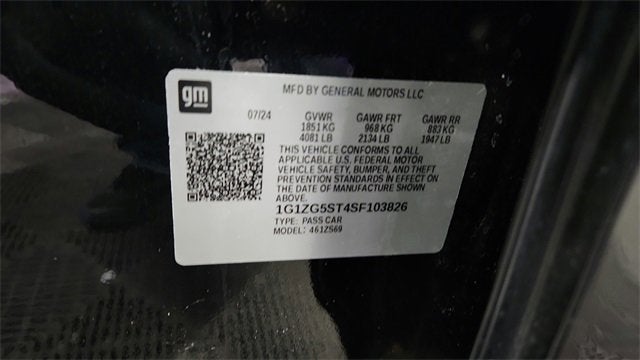 gm
MFD BY GENERAL MOTORS LLC
07/24 GVWR GAWR FRT GAWR RR
1851 KG 968 KG 883 KG
4081 LB 2134 LB 1947 LB
THIS VEHICLE CONFORMS TO ALL
APPLICABLE U.S. FEDERAL MOTOR
VEHICLE SAFETY, BUMPER, AND THEFT
PREVENTION STANDARDS IN EFFECT ON
THE DATE OF MANUFACTURE SHOWN
ABOVE.
1G1ZG5ST4SF103826
TYPE: PASS CAR
MODEL: 461ZS69